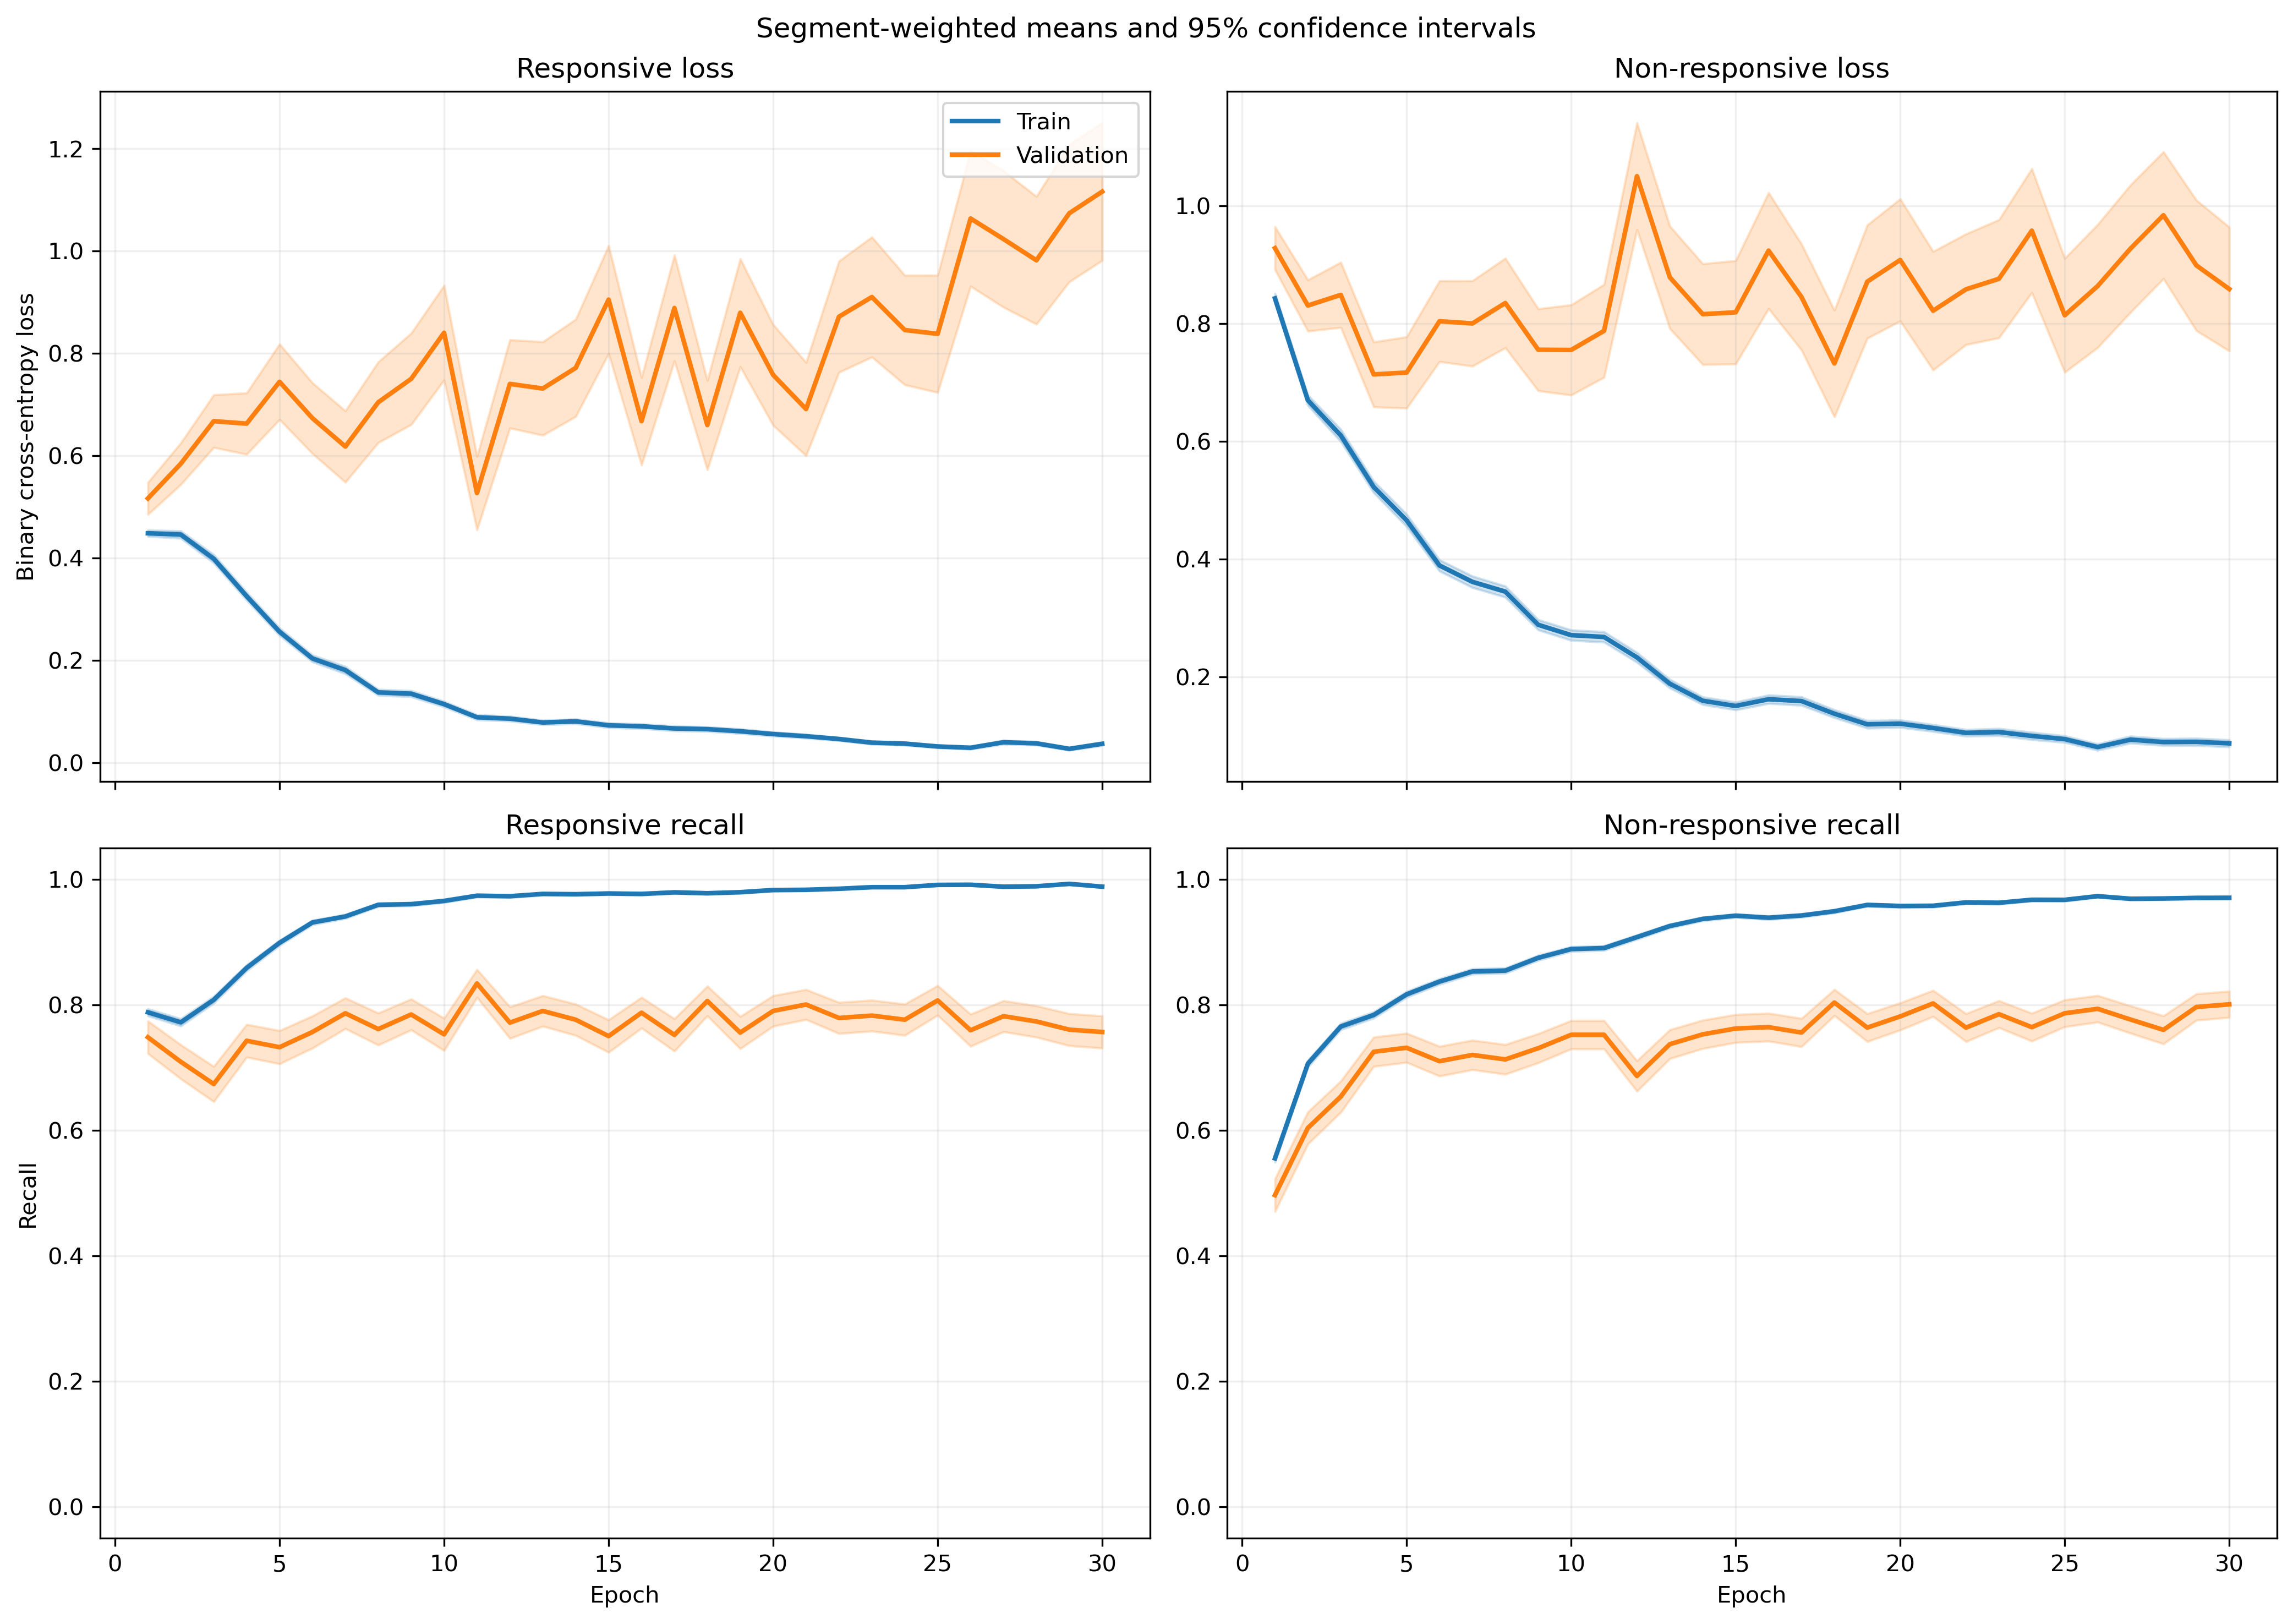 Segment-weighted means and 95% confidence intervals
Responsive loss
Binary cross-entropy loss
1.2
1.0
0.8
0.6
0.4
0.2
0.0
Train
Validation
Non-responsive loss
1.0
0.8
0.6
0.4
0.2
Responsive recall
Recall
1.0
0.8
0.6
0.4
0.2
0.0
0 5 10 15 20 25 30
Epoch
Non-responsive recall
1.0
0.8
0.6
0.4
0.2
0.0
0 5 10 15 20 25 30
Epoch